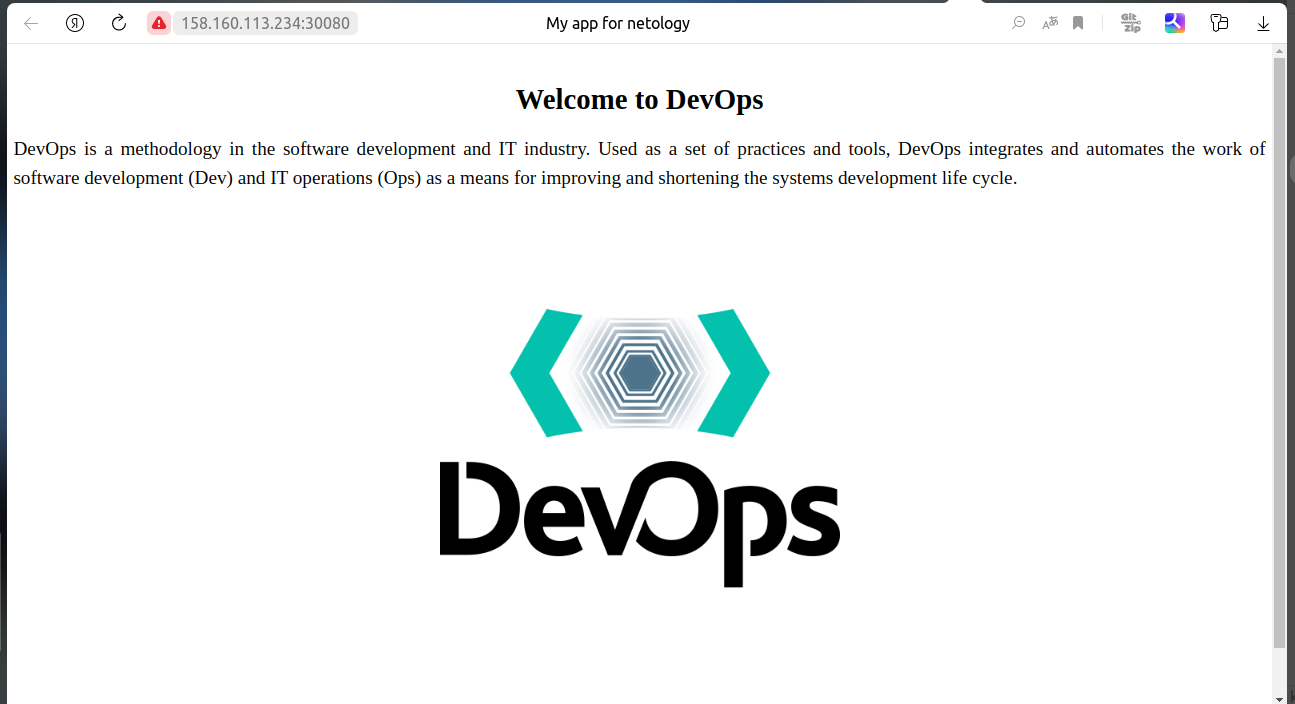 158.160.113.234:30080
My app for netology
Git
Zip
Welcome to DevOps
DevOps is a methodology in the software development and IT industry. Used as a set of practices and tools, DevOps integrates and automates the work of
software development (Dev) and IT operations (Ops) as a means for improving and shortening the systems development life cycle.
DevOps